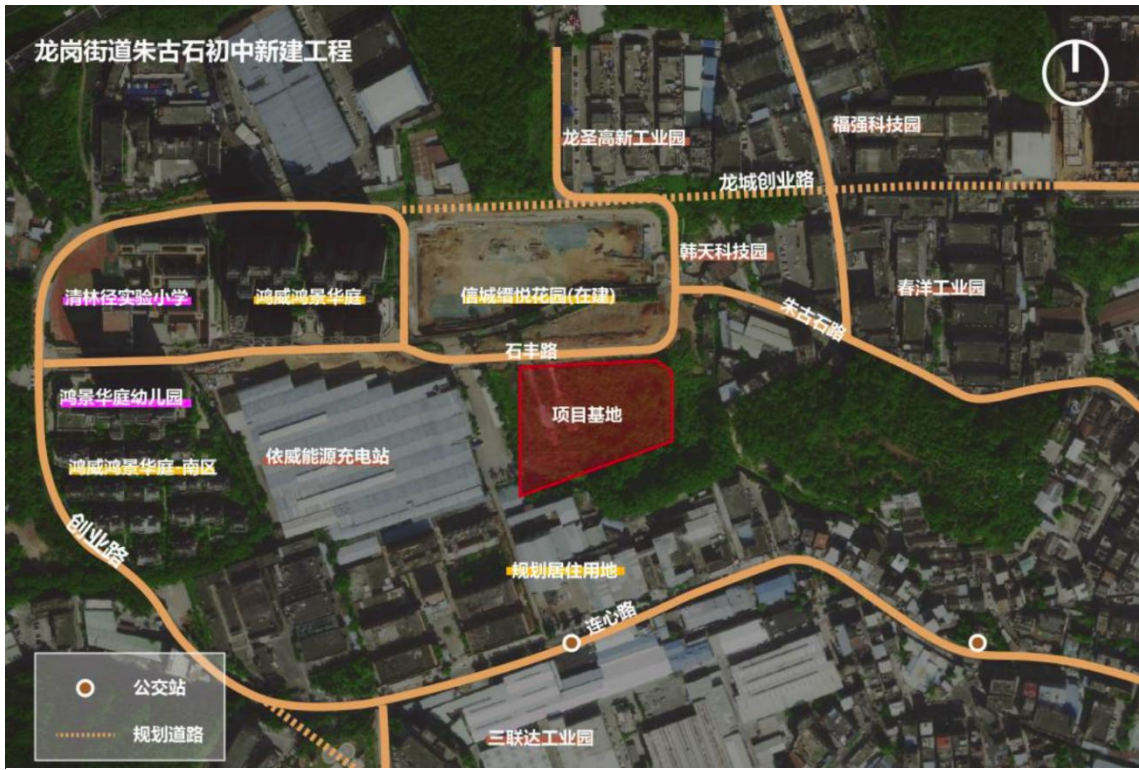 龙岗街道朱古石初中新建工程
龙圣高新工业园
福强科技园
龙城创业路
韩天科技园
清林径实验小学
鸿威鸿景华庭
信城缙悦花园(在建)
春洋工业园
朱古石路
石丰路
鸿景华庭幼儿园
项目基地
依威能源充电站
鸿威鸿景华庭-南区
创业路
规划居住用地
连心路
公交站
规划道路
三联达工业园